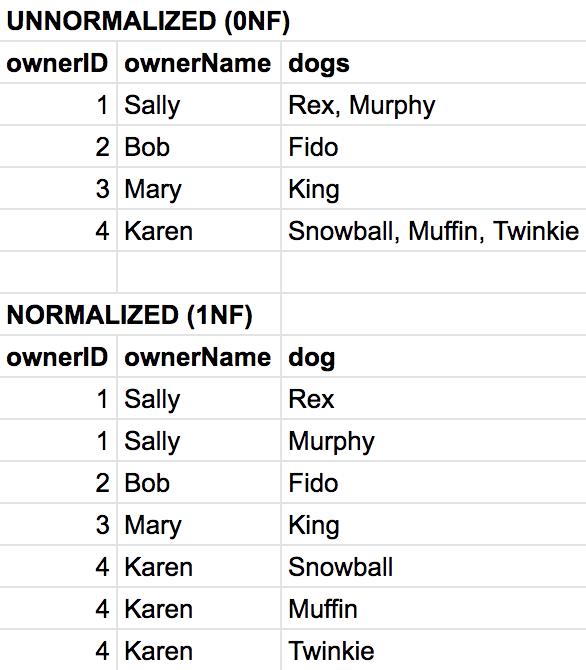 UNNORMALIZED (0NF)
ownerID ownerName dogs
1 Sally Rex, Murphy
2 Bob Fido
3 Mary King
4 Karen Snowball, Muffin, Twinkie
NORMALIZED (1NF)
ownerID ownerName dog
1 Sally Rex
1 Sally Murphy
2 Bob Fido
3 Mary King
4 Karen Snowball
4 Karen Muffin
4 Karen Twinkie